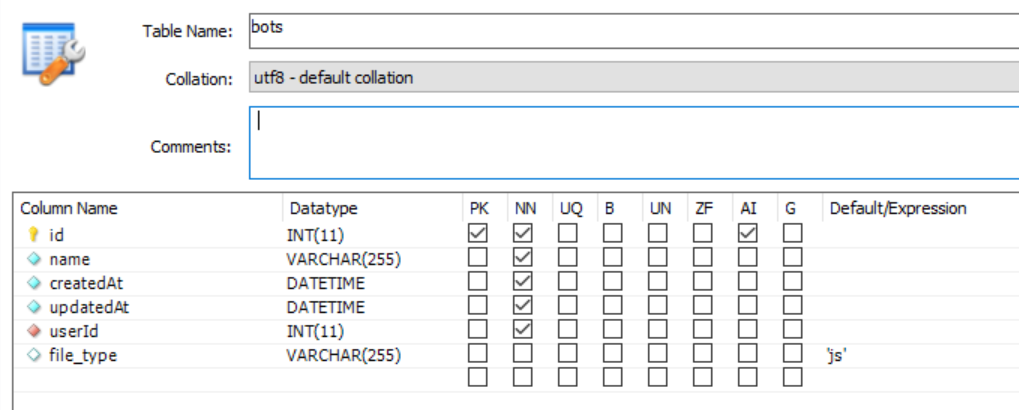 Table Name: bots
Collation: utf8 - default collation
Comments:
Column Name Datatype PK NN UQ B UN ZF AI G Default/Expression
id INT(11)
name VARCHAR(255)
createdAt DATETIME
updatedAt DATETIME
userId INT(11)
file_type VARCHAR(255) 'js'